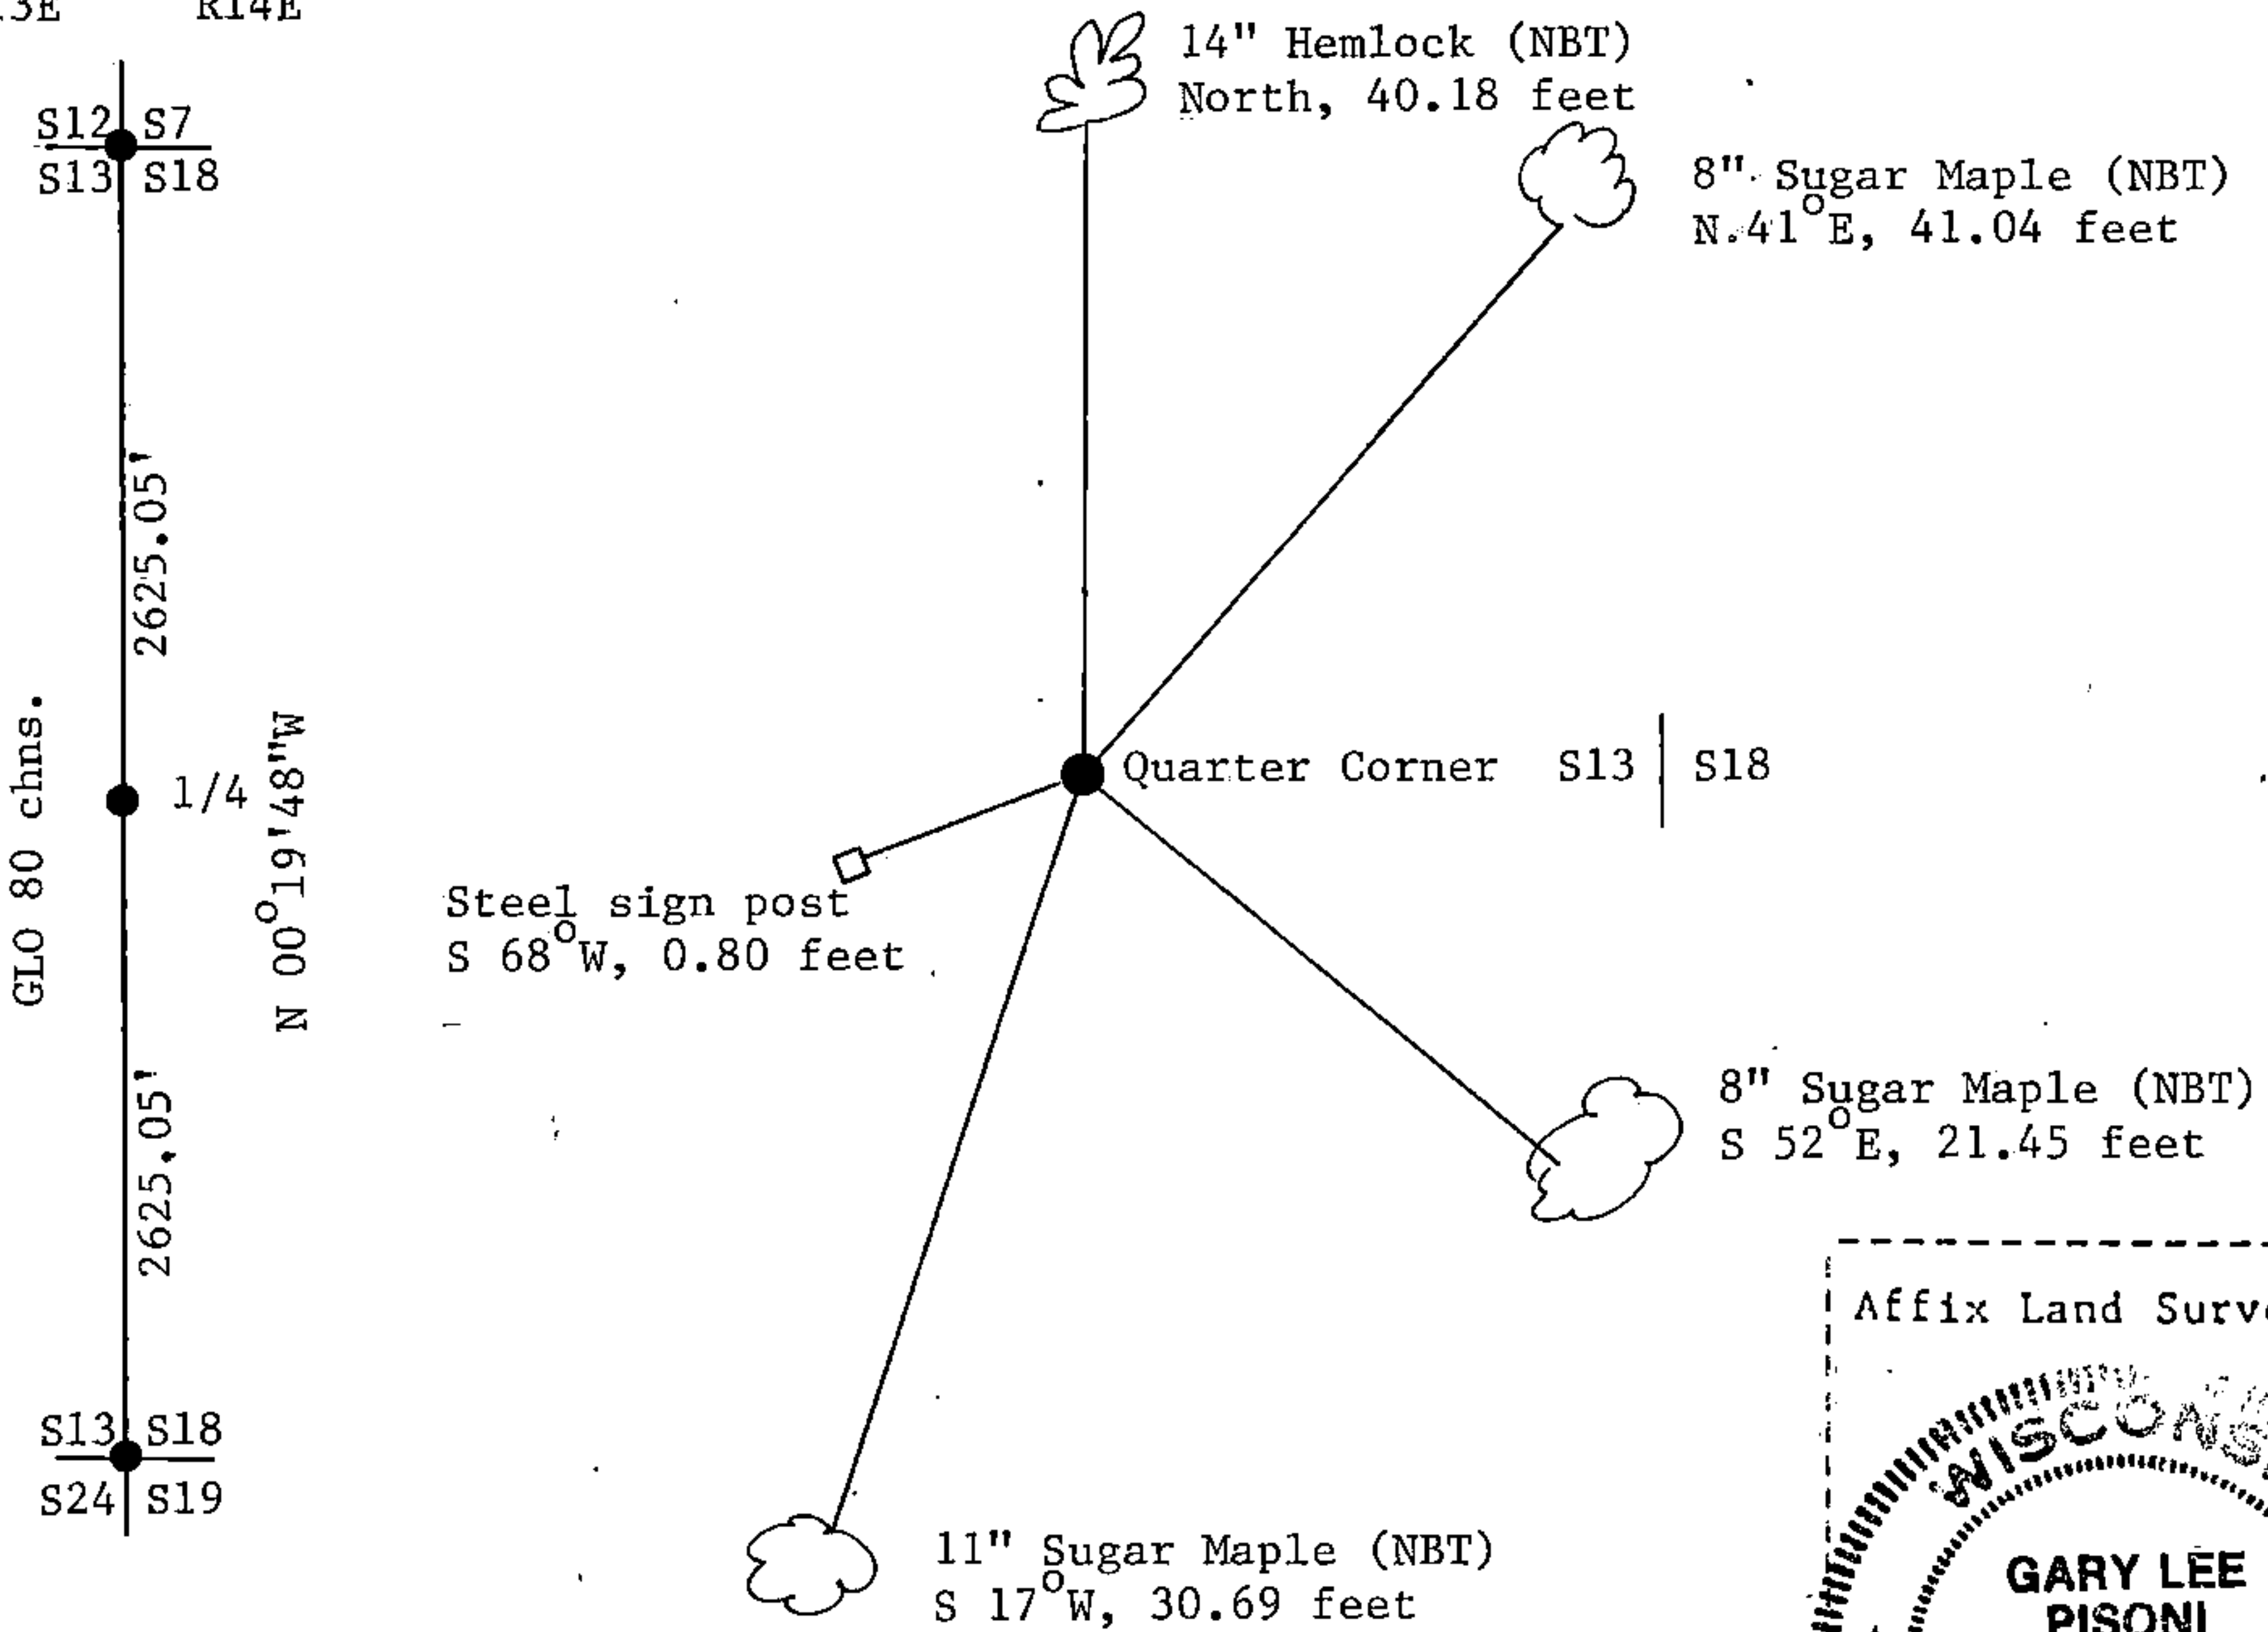 R14E
S12 S7
S13 S18
2625.05'
GLO 80 chns.
1/4
N 00°19'48"W
2625.05'
S13 S18
S24 S19
14" Hemlock (NBT)
North, 40.18 feet
8" Sugar Maple (NBT)
N.41°E, 41.04 feet
Quarter Corner S13 S18
Steel sign post
S 68°W, 0.80 feet
8" Sugar Maple (NBT)
S 52°E, 21.45 feet
11" Sugar Maple (NBT)
S 17°W, 30.69 feet
Affix Land
GARY LEE
PISONI